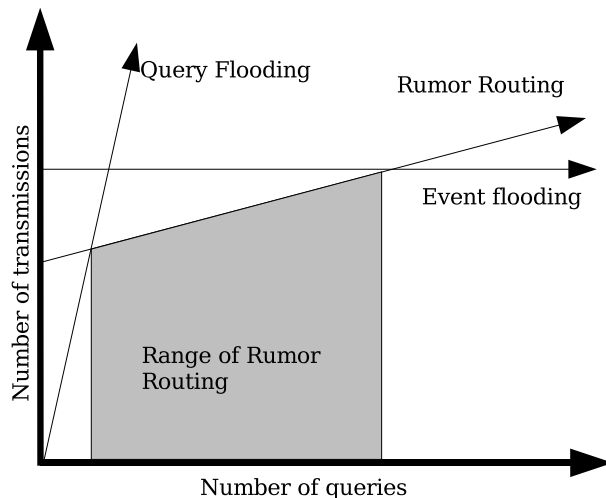 Query Flooding
Rumor Routing
Event flooding
Number of transmissions
Range of Rumor
Routing
Number of queries